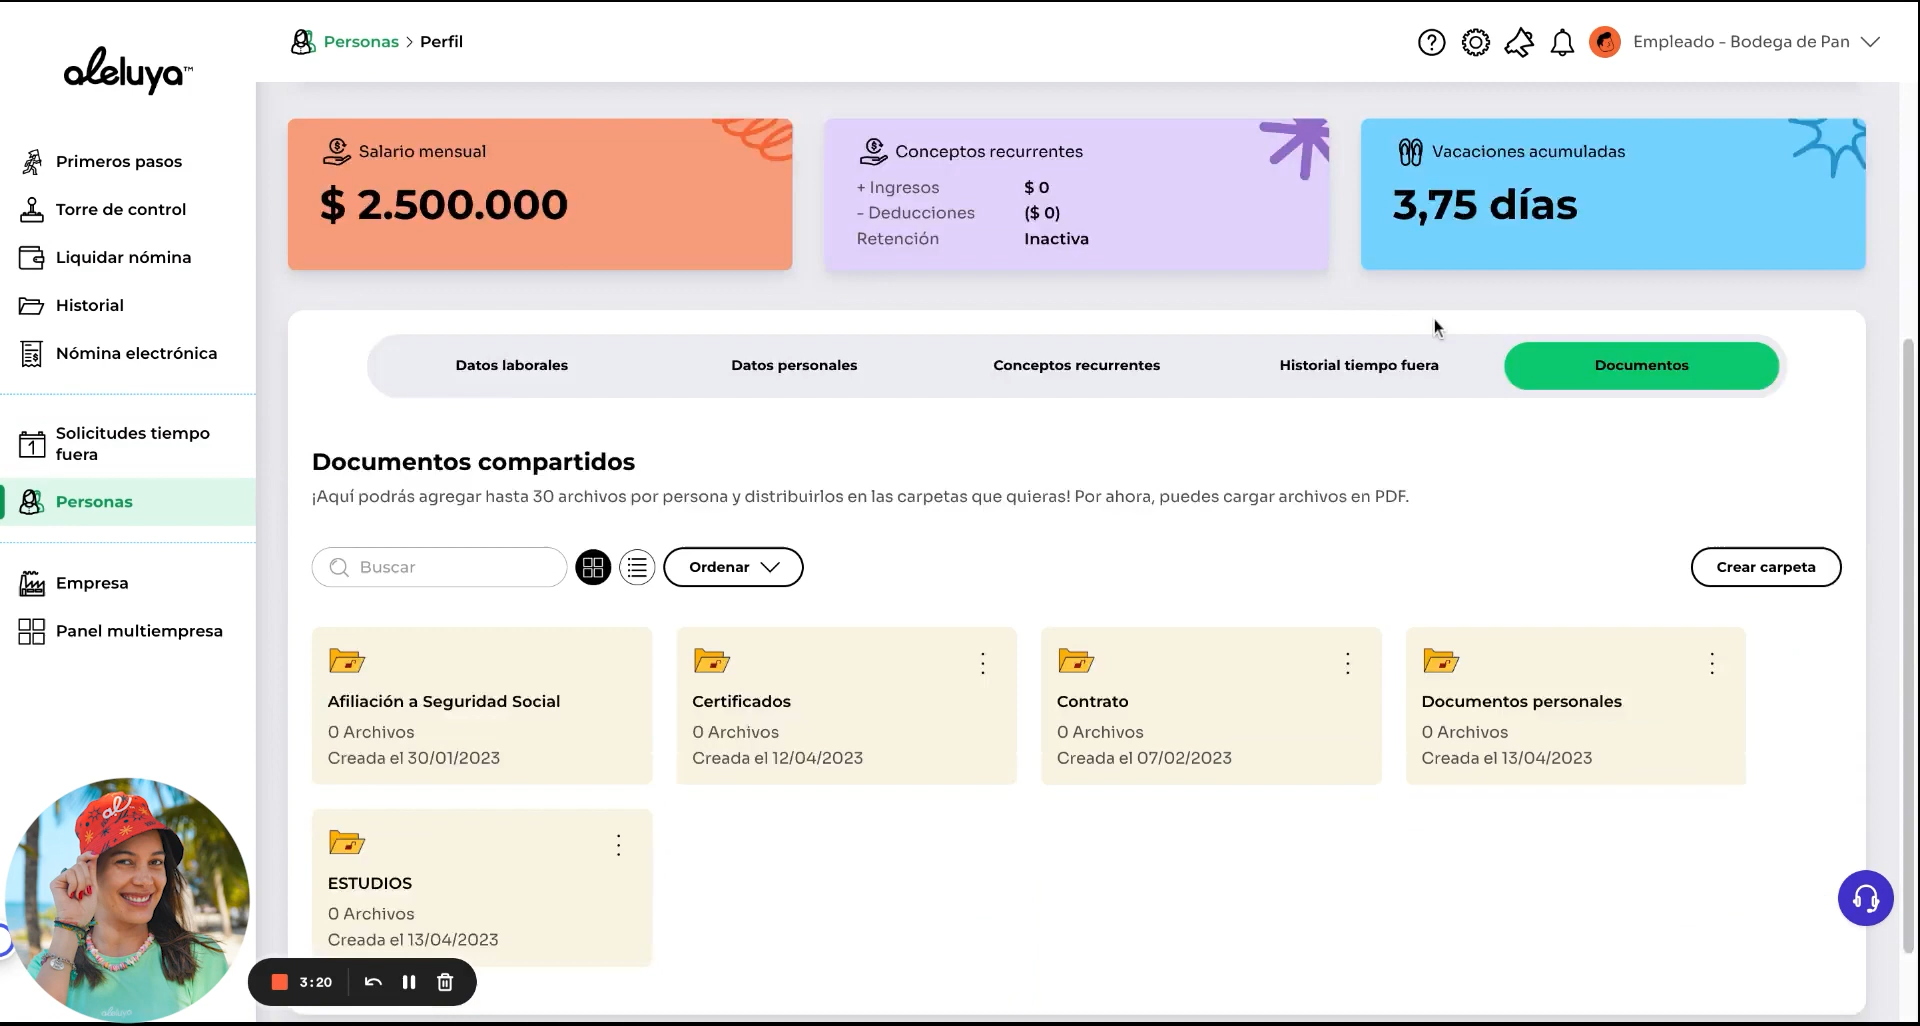 aleluya™
Personas > Perfil
Empleado - Bodega de Pan
Primeros pasos
Torre de control
Liquidar nómina
Historial
Nómina electrónica
Solicitudes tiempo
fuera
1
Personas
Empresa
Panel multiempresa
Salario mensual
$ 2.500.000
Conceptos recurrentes
+ Ingresos $ 0
- Deducciones ($ 0)
Retención Inactiva
Vacaciones acumuladas
3,75 días
Datos laborales
Datos personales
Conceptos recurrentes
Historial tiempo fuera
Documentos
Documentos compartidos
¡Aquí podrás agregar hasta 30 archivos por persona y distribuirlos en las carpetas que quieras! Por ahora, puedes cargar archivos en PDF.
Buscar
Ordenar
Crear carpeta
Afiliación a Seguridad Social
0 Archivos
Creada el 30/01/2023
Certificados
0 Archivos
Creada el 12/04/2023
Contrato
0 Archivos
Creada el 07/02/2023
Documentos personales
0 Archivos
Creada el 13/04/2023
ESTUDIOS
0 Archivos
Creada el 13/04/2023
al
aleluya
3:20